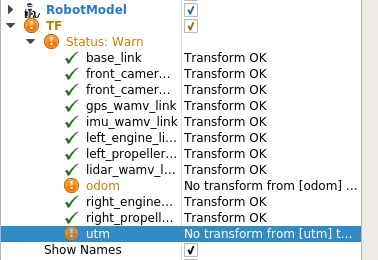 RobotModel
TF
Status: Warn
base_link Transform OK
front_camer... Transform OK
front_camer... Transform OK
gps_wamv_link Transform OK
imu_wamv_link Transform OK
left_engine_li... Transform OK
left_propeller... Transform OK
lidar_wamv_l... Transform OK
odom No transform from [odom] ...
right_engine... Transform OK
right_propell... Transform OK
utm No transform from [utm] t...
Show Names